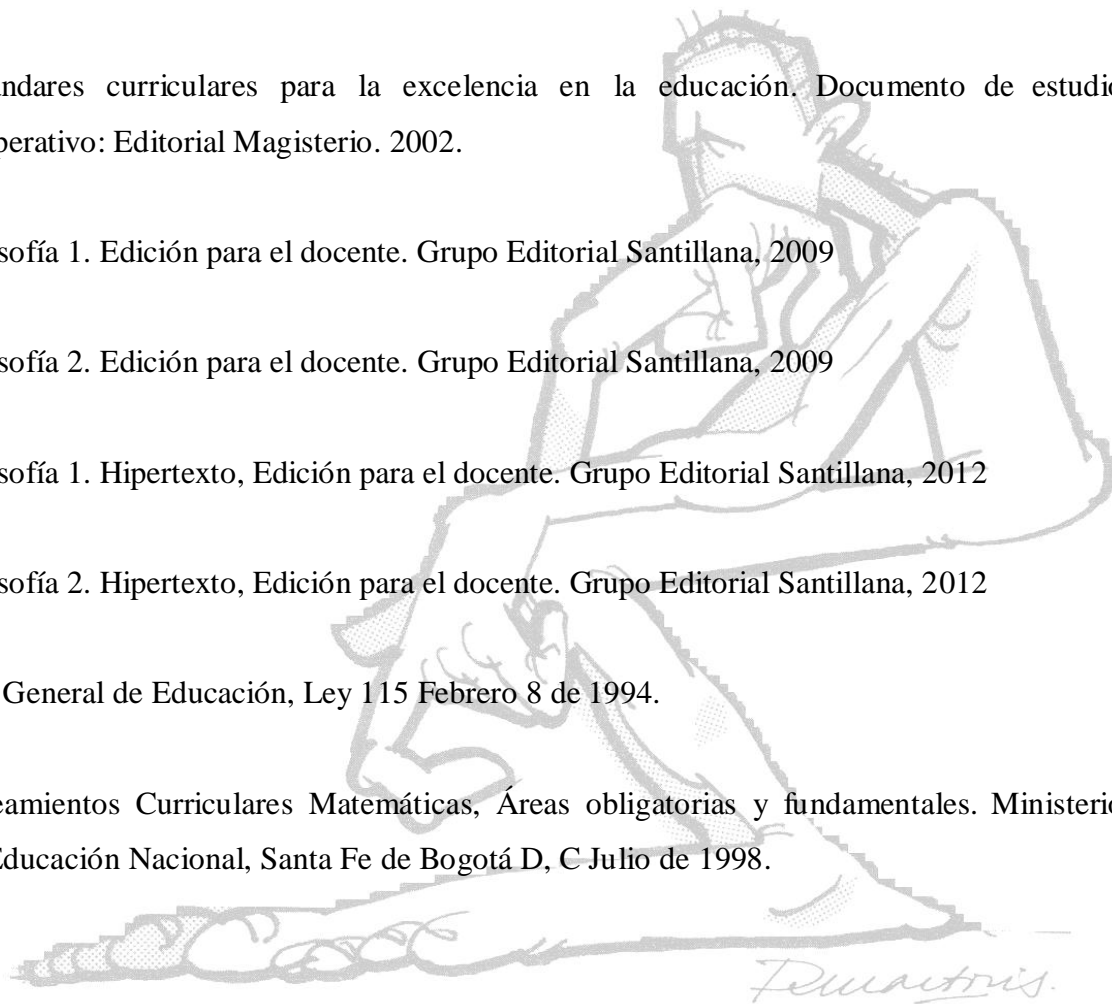 ándares curriculares para la excelencia en la educación. Documento de estudio
perativo: Editorial Magisterio. 2002.
sofía 1. Edición para el docente. Grupo Editorial Santillana, 2009
sofía 2. Edición para el docente. Grupo Editorial Santillana, 2009
sofía 1. Hipertexto, Edición para el docente. Grupo Editorial Santillana, 2012
sofía 2. Hipertexto, Edición para el docente. Grupo Editorial Santillana, 2012
General de Educación, Ley 115 Febrero 8 de 1994.
eamientos Curriculares Matemáticas, Áreas obligatorias y fundamentales. Ministerio
Educación Nacional, Santa Fe de Bogotá D, C Julio de 1998.